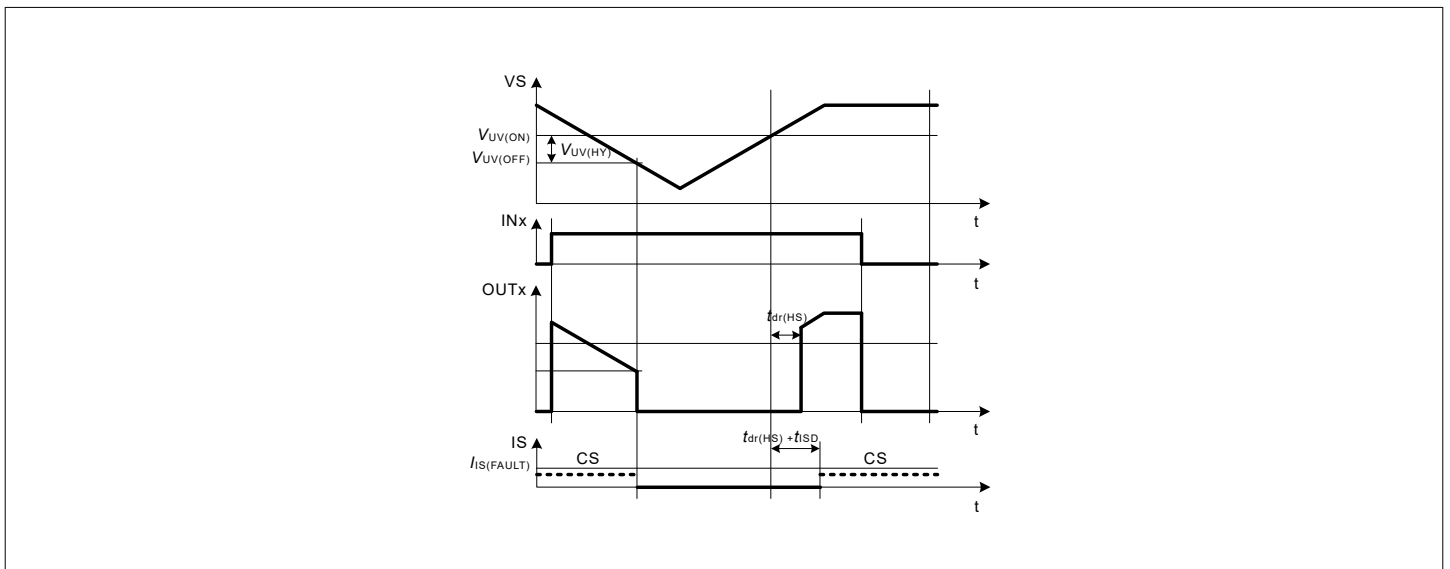 VS
VUV(ON)
VUV(HY)
VUV(OFF)
t
INx
t
OUTx
tdr(HS)
t
tdr(HS) +tISD
IS
CS
CS
IIS(FAULT)
t